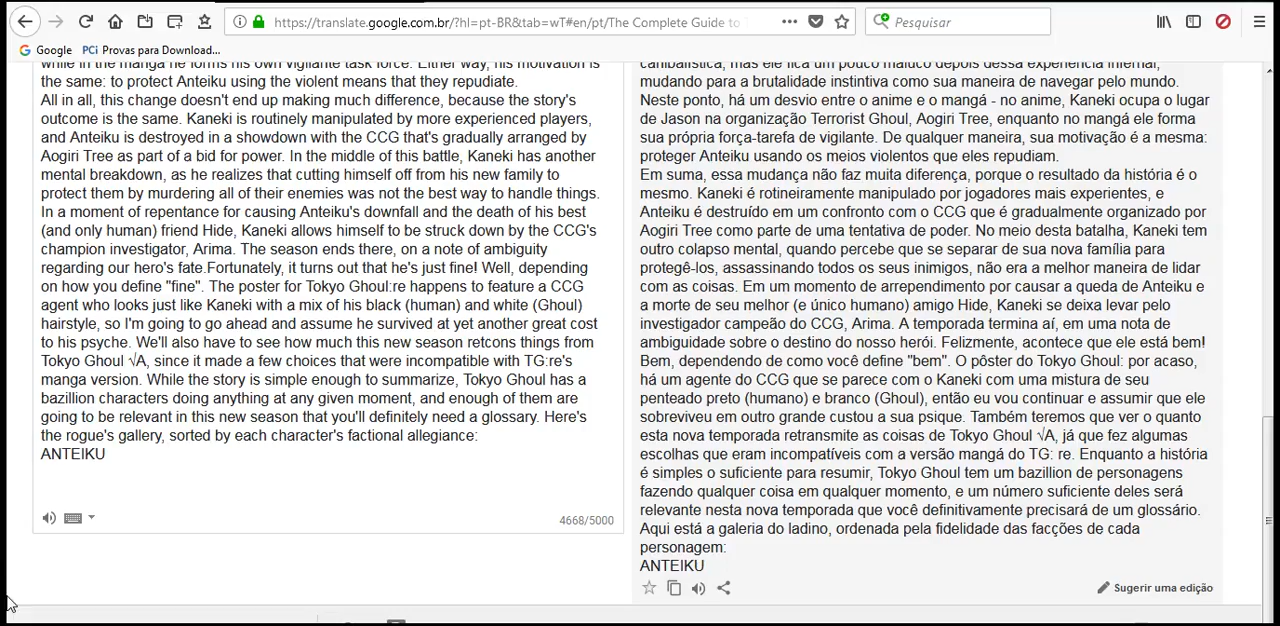 https://translate.google.com.br/?hl=pt-BR&tab=wT#en/pt/The Complete Guide to
Pesquisar
Google PCi Provas para Download...
while in the manga he forms his own vigilante task force. Either way, his motivation is
the same: to protect Anteiku using the violent means that they repudiate.
All in all, this change doesn't end up making much difference, because the story's
outcome is the same. Kaneki is routinely manipulated by more experienced players,
and Anteiku is destroyed in a showdown with the CCG that's gradually arranged by
Aogiri Tree as part of a bid for power. In the middle of this battle, Kaneki has another
mental breakdown, as he realizes that cutting himself off from his new family to
protect them by murdering all of their enemies was not the best way to handle things.
In a moment of repentance for causing Anteiku's downfall and the death of his best
(and only human) friend Hide, Kaneki allows himself to be struck down by the CCG's
champion investigator, Arima. The season ends there, on a note of ambiguity
regarding our hero's fate.Fortunately, it turns out that he's just fine! Well, depending
on how you define "fine". The poster for Tokyo Ghoul:re happens to feature a CCG
agent who looks just like Kaneki with a mix of his black (human) and white (Ghoul)
hairstyle, so I'm going to go ahead and assume he survived at yet another great cost
to his psyche. We'll also have to see how much this new season retcons things from
Tokyo Ghoul √A, since it made a few choices that were incompatible with TG:re's
manga version. While the story is simple enough to summarize, Tokyo Ghoul has a
bazillion characters doing anything at any given moment, and enough of them are
going to be relevant in this new season that you'll definitely need a glossary. Here's
the rogue's gallery, sorted by each character's factional allegiance:
ANTEIKU
4668/5000
canibalística, mas ele fica um pouco maluco depois dessa experiência infernal,
mudando para a brutalidade instintiva como sua maneira de navegar pelo mundo.
Neste ponto, há um desvio entre o anime e o mangá - no anime, Kaneki ocupa o lugar
de Jason na organização Terrorist Ghoul, Aogiri Tree, enquanto no mangá ele forma
sua própria força-tarefa de vigilante. De qualquer maneira, sua motivação é a mesma:
proteger Anteiku usando os meios violentos que eles repudiam.
Em suma, essa mudança não faz muita diferença, porque o resultado da história é o
mesmo. Kaneki é rotineiramente manipulado por jogadores mais experientes, e
Anteiku é destruído em um confronto com o CCG que é gradualmente organizado por
Aogiri Tree como parte de uma tentativa de poder. No meio desta batalha, Kaneki tem
outro colapso mental, quando percebe que se separar de sua nova família para
protegê-los, assassinando todos os seus inimigos, não era a melhor maneira de lidar
com as coisas. Em um momento de arrependimento por causar a queda de Anteiku e
a morte de seu melhor (e único humano) amigo Hide, Kaneki se deixa levar pelo
investigador campeão do CCG, Arima. A temporada termina aí, em uma nota de
ambiguidade sobre o destino do nosso herói. Felizmente, acontece que ele está bem!
Bem, dependendo de como você define "bem". O pôster do Tokyo Ghoul: por acaso,
há um agente do CCG que se parece com o Kaneki com uma mistura de seu
penteado preto (humano) e branco (Ghoul), então eu vou continuar e assumir que ele
sobreviveu em outro grande custou a sua psique. Também teremos que ver o quanto
esta nova temporada retransmite as coisas de Tokyo Ghoul √A, já que fez algumas
escolhas que eram incompatíveis com a versão mangá do TG: re. Enquanto a história
é simples o suficiente para resumir, Tokyo Ghoul tem um bazillion de personagens
fazendo qualquer coisa em qualquer momento, e um número suficiente deles será
relevante nesta nova temporada que você definitivamente precisará de um glossário.
Aqui está a galeria do ladino, ordenada pela fidelidade das facções de cada
personagem:
ANTEIKU
Sugerir uma edição